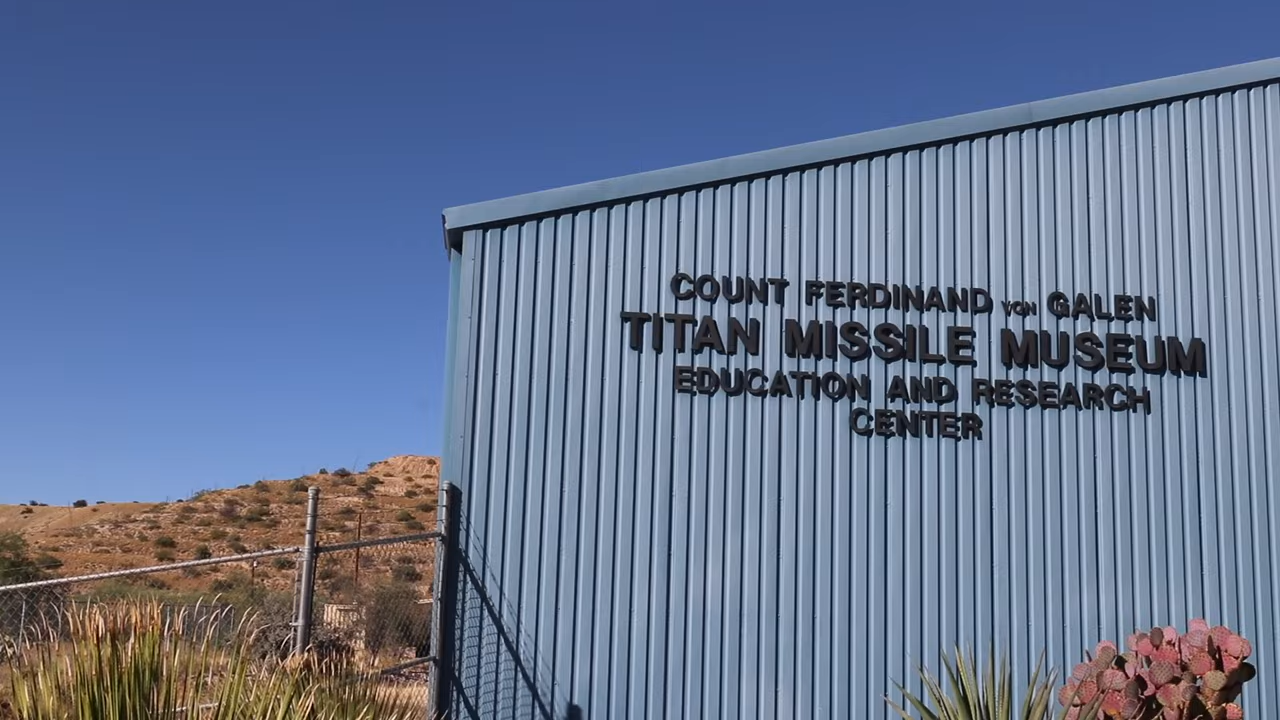 COUNT FERDINAND VON GALEN
TITAN MISSILE MUSEUM
EDUCATION AND RESEARCH
CENTER